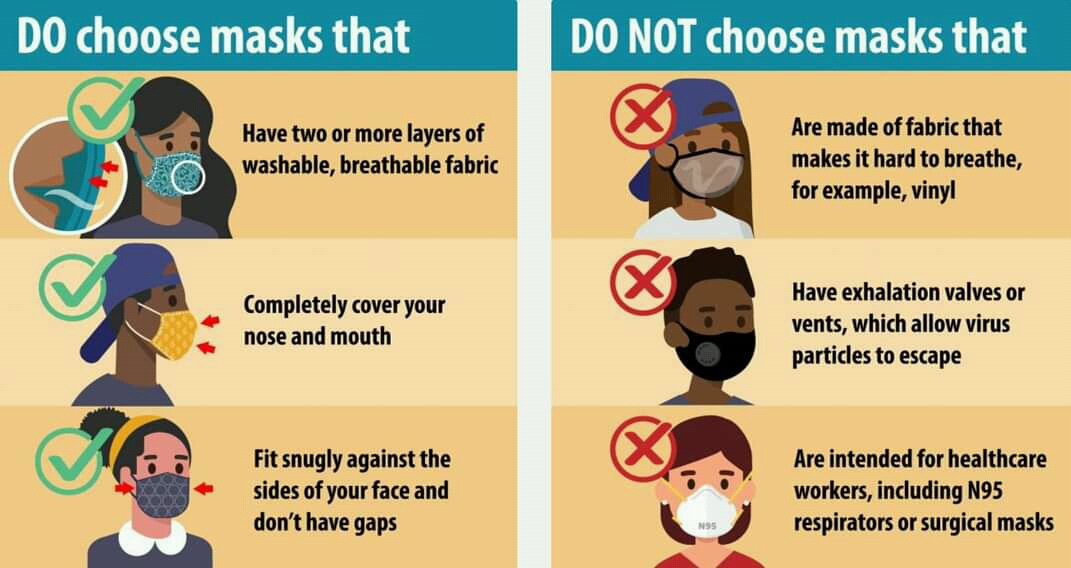 DO choose masks that
Have two or more layers of
washable, breathable fabric
Completely cover your
nose and mouth
Fit snugly against the
sides of your face and
don't have gaps
DO NOT choose masks that
Are made of fabric that
makes it hard to breathe,
for example, vinyl
Have exhalation valves or
vents, which allow virus
particles to escape
Are intended for healthcare
workers, including N95
respirators or surgical masks
N95